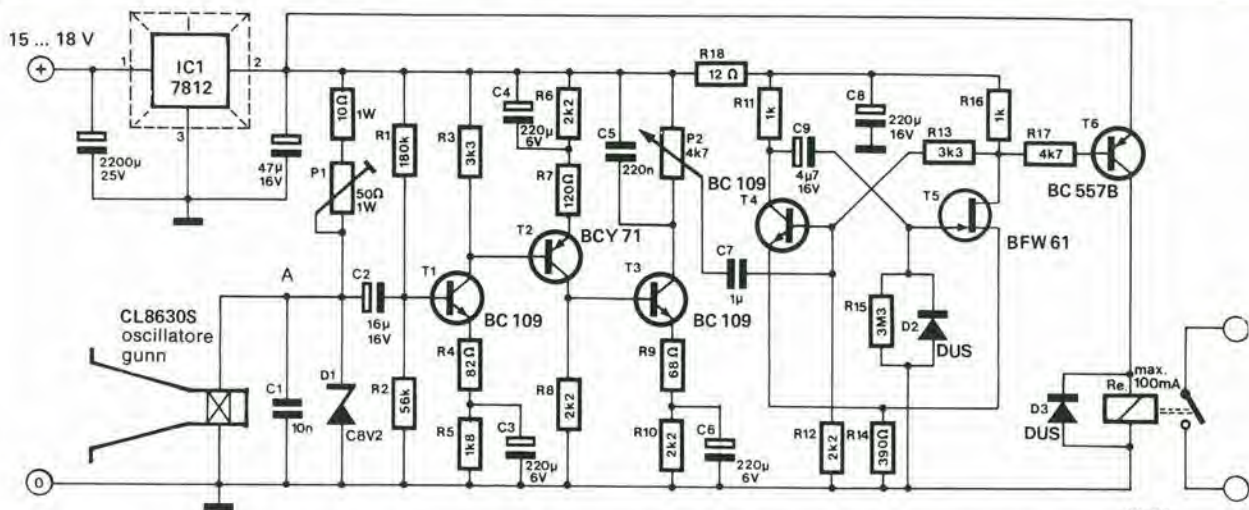 15 ... 18 V
+
1
IC1
7812
2
3
2200µ
25V
47µ
16V
10Ω
1W
P1
50Ω
1W
R1
180k
R3
3k3
C4
220µ
6V
R6
2k2
R7
120Ω
C5
220n
P2
4k7
R18
12 Ω
R11
1k
C9
4µ7
16V
C8
220µ
16V
R13
3k3
R16
1k
R17
4k7
T6
BC 557B
BC 109
T4
T5
BFW 61
T2
BCY 71
T1
BC 109
T3
BC 109
C7
1µ
A
C2
16µ
16V
CL8630S
oscillatore
gunn
C1
10n
D1
C8V2
R2
56k
R4
82Ω
R5
1k8
C3
220µ
6V
R8
2k2
R9
68Ω
R10
2k2
C6
220µ
6V
R15
3M3
D2
DUS
R12
2k2
R14
390Ω
D3
DUS
Re.
max.
100mA
0